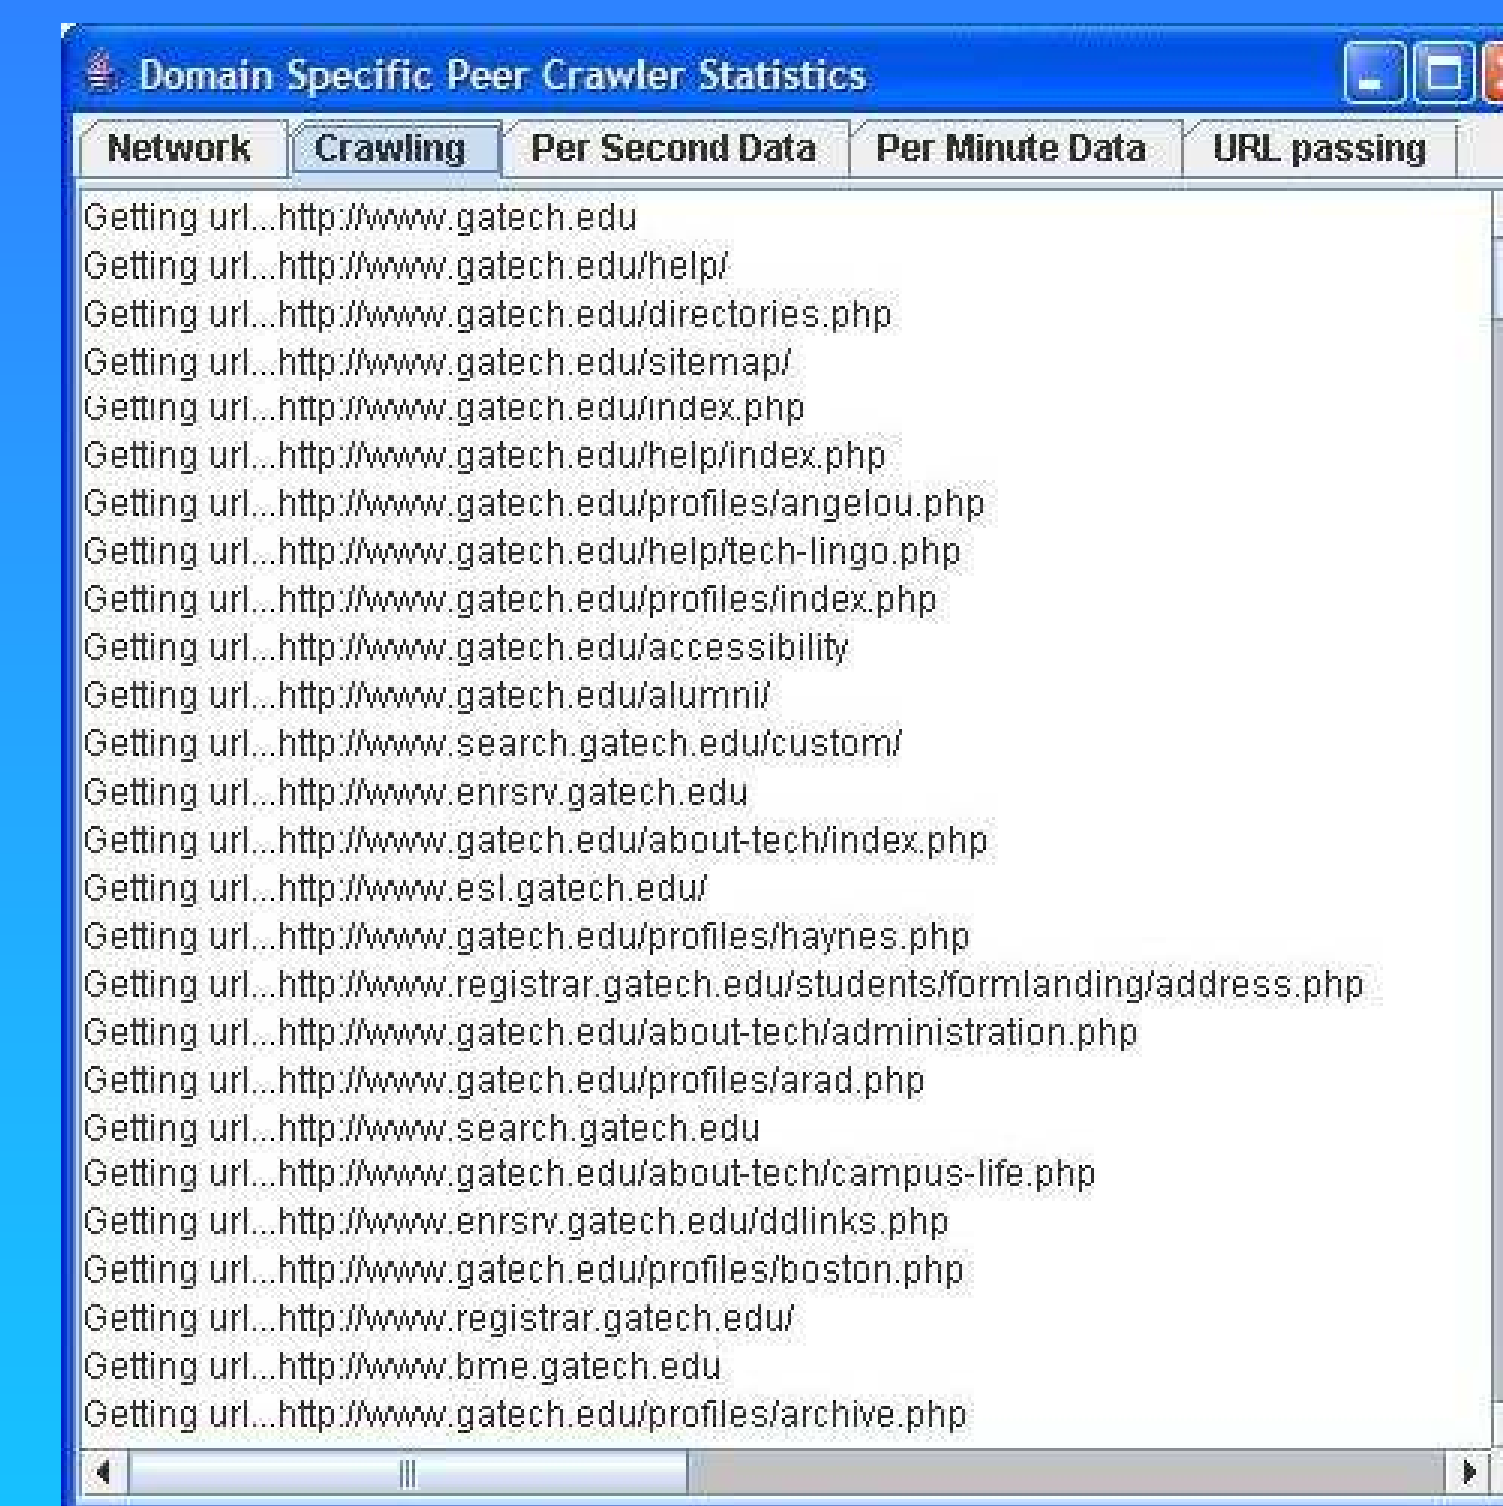 Domain Specific Peer Crawler Statistics
Network Crawling Per Second Data Per Minute Data URL passing
Getting url...http://www.gatech.edu
Getting url...http://www.gatech.edu/help/
Getting url...http://www.gatech.edu/directories.php
Getting url...http://www.gatech.edu/sitemap/
Getting url...http://www.gatech.edu/index.php
Getting url...http://www.gatech.edu/help/index.php
Getting url...http://www.gatech.edu/profiles/angelou.php
Getting url...http://www.gatech.edu/help/tech-lingo.php
Getting url...http://www.gatech.edu/profiles/index.php
Getting url...http://www.gatech.edu/accessibility
Getting url...http://www.gatech.edu/alumni/
Getting url...http://www.search.gatech.edu/custom/
Getting url...http://www.enrsrv.gatech.edu
Getting url...http://www.gatech.edu/about-tech/index.php
Getting url...http://www.esl.gatech.edu/
Getting url...http://www.gatech.edu/profiles/haynes.php
Getting url...http://www.registrar.gatech.edu/students/formlanding/address.php
Getting url...http://www.gatech.edu/about-tech/administration.php
Getting url...http://www.gatech.edu/profiles/arad.php
Getting url...http://www.search.gatech.edu
Getting url...http://www.gatech.edu/about-tech/campus-life.php
Getting url...http://www.enrsrv.gatech.edu/ddlinks.php
Getting url...http://www.gatech.edu/profiles/boston.php
Getting url...http://www.registrar.gatech.edu/
Getting url...http://www.bme.gatech.edu
Getting url...http://www.gatech.edu/profiles/archive.php